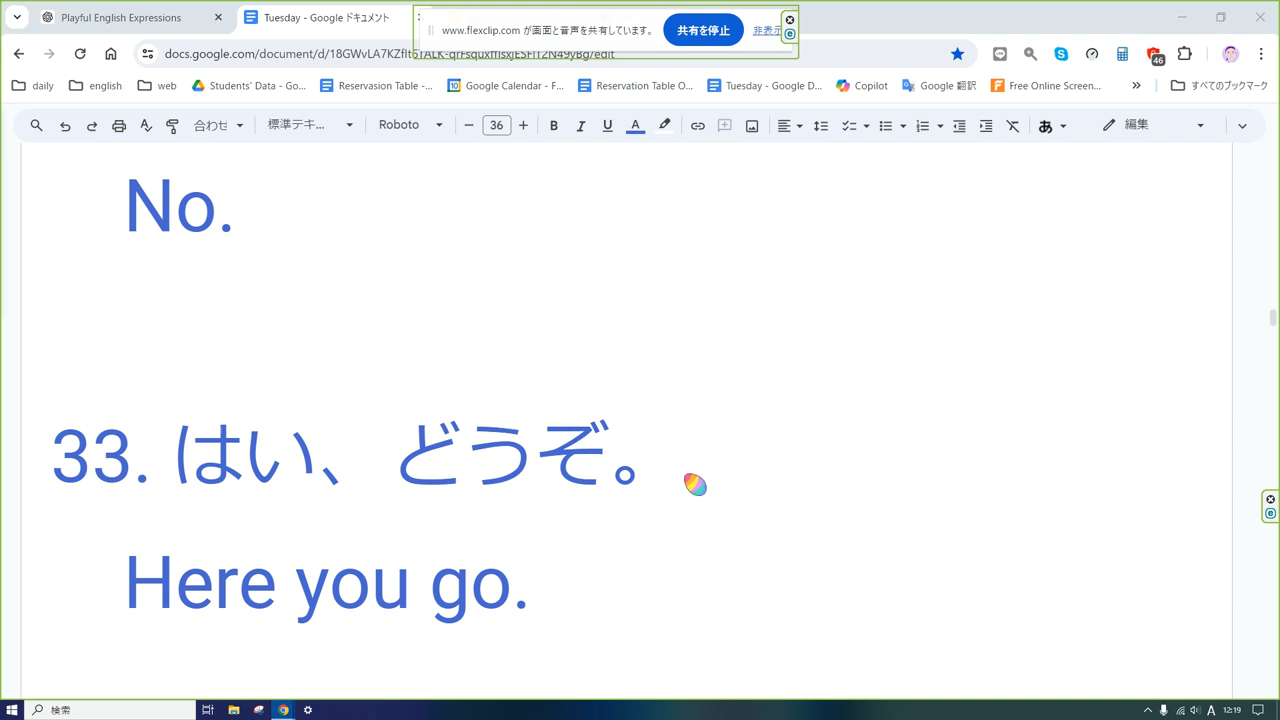 Playful English Expressions
Tuesday - Google ドキュメント
www.flexclip.com が画面と音声を共有しています。
共有を停止
非表示
46
daily
english
web
Students' Data - Go...
Reservasion Table -...
Google Calendar - F...
Reservation Table O...
Tuesday - Google D...
Copilot
Google 翻訳
Free Online Screen...
»
すべてのブックマーク
標準テキ...
Roboto
36
編集
No.
33. はい、どうぞ。
Here you go.
検索
A 12:19